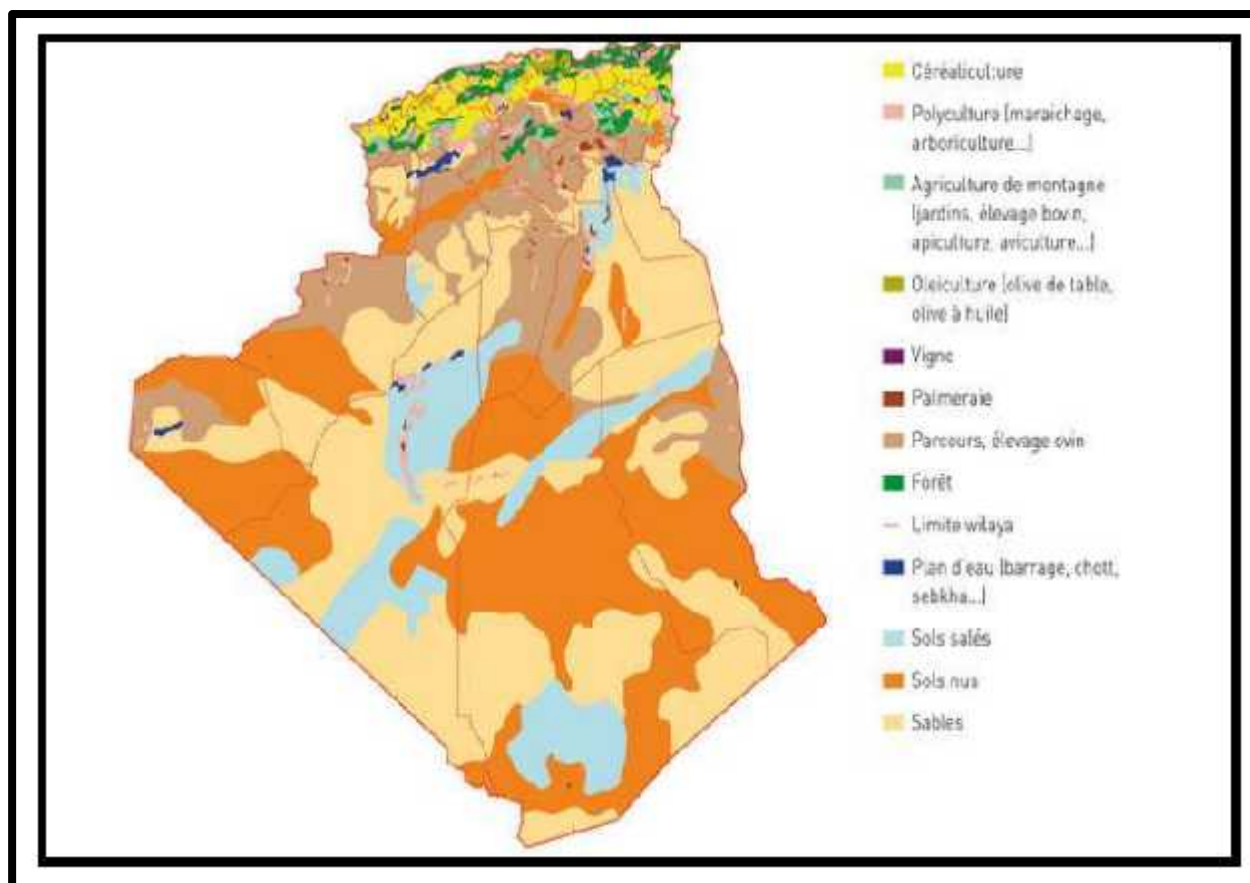 Céréaliculture
Polyculture (maraichage,
arboriculture...)
Agriculture de montagne
(jardins, élevage bovin,
apiculture, aviculture...)
Oleiculture (olive de table,
olive à huile)
Vigne
Palmeraie
Parcours, élevage ovin
Forêt
Limite wilaya
Plan d'eau (barrage, chott,
sebkha...)
Sols salés
Sols nus
Sables